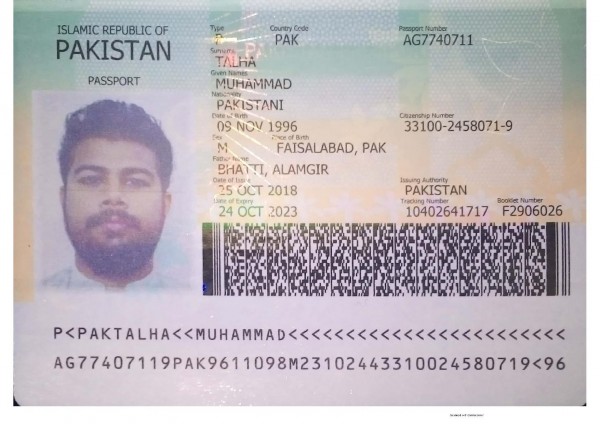 ISLAMIC REPUBLIC OF
PAKISTAN
PASSPORT
Type Country Code Passport Number
P PAK AG7740711
Surname
TALHA
Given Names
MUHAMMAD
Nationality
PAKISTANI
Date of Birth Citizenship Number
09 NOV 1996 33100-2458071-9
Sex Place of Birth
M FAISALABAD, PAK
Father Name
BHATTI, ALAMGIR
Date of Issue Issuing Authority
25 OCT 2018 PAKISTAN
Date of Expiry Tracking Number Booklet Number
24 OCT 2023 10402641717 F2906026
P<PAKTALHA<<MUHAMMAD<<<<<<<<<<<<<<<<<<<<<<<<
AG77407119PAK9611098M23102443310024580719<96